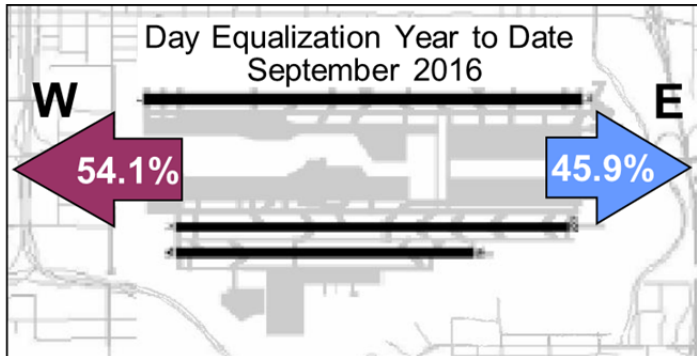 Day Equalization Year to Date
September 2016
W
E
54.1%
45.9%